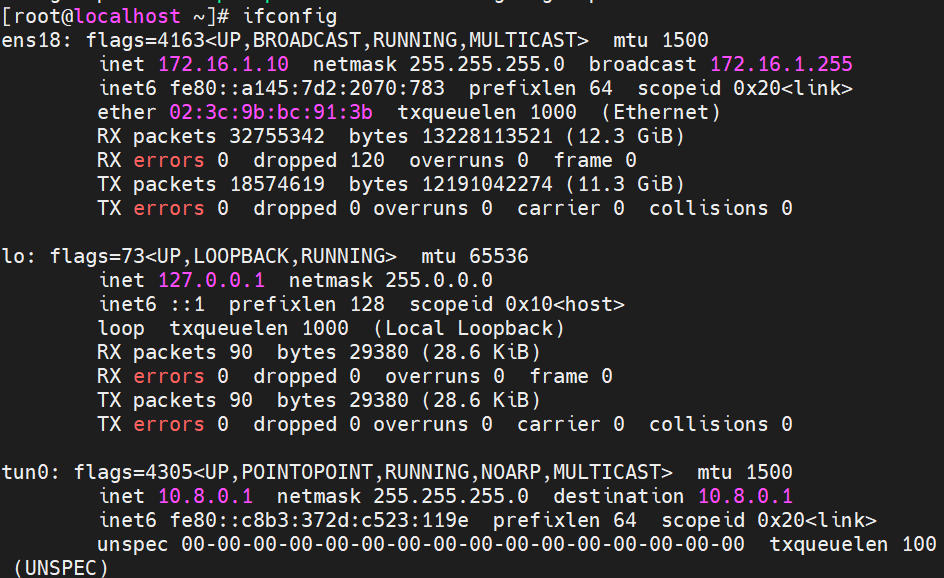 [root@localhost ~]# ifconfig
ens18: flags=4163<UP,BROADCAST,RUNNING,MULTICAST>  mtu 1500
        inet 172.16.1.10  netmask 255.255.255.0  broadcast 172.16.1.255
        inet6 fe80::a145:7d2:2070:783  prefixlen 64  scopeid 0x20<link>
        ether 02:3c:9b:bc:91:3b  txqueuelen 1000  (Ethernet)
        RX packets 32755342  bytes 13228113521 (12.3 GiB)
        RX errors 0  dropped 120  overruns 0  frame 0
        TX packets 18574619  bytes 12191042274 (11.3 GiB)
        TX errors 0  dropped 0 overruns 0  carrier 0  collisions 0

lo: flags=73<UP,LOOPBACK,RUNNING>  mtu 65536
        inet 127.0.0.1  netmask 255.0.0.0
        inet6 ::1  prefixlen 128  scopeid 0x10<host>
        loop  txqueuelen 1000  (Local Loopback)
        RX packets 90  bytes 29380 (28.6 KiB)
        RX errors 0  dropped 0  overruns 0  frame 0
        TX packets 90  bytes 29380 (28.6 KiB)
        TX errors 0  dropped 0 overruns 0  carrier 0  collisions 0

tun0: flags=4305<UP,POINTOPOINT,RUNNING,NOARP,MULTICAST>  mtu 1500
        inet 10.8.0.1  netmask 255.255.255.0  destination 10.8.0.1
        inet6 fe80::c8b3:372d:c523:119e  prefixlen 64  scopeid 0x20<link>
        unspec 00-00-00-00-00-00-00-00-00-00-00-00-00-00-00-00  txqueuelen 100
 (UNSPEC)